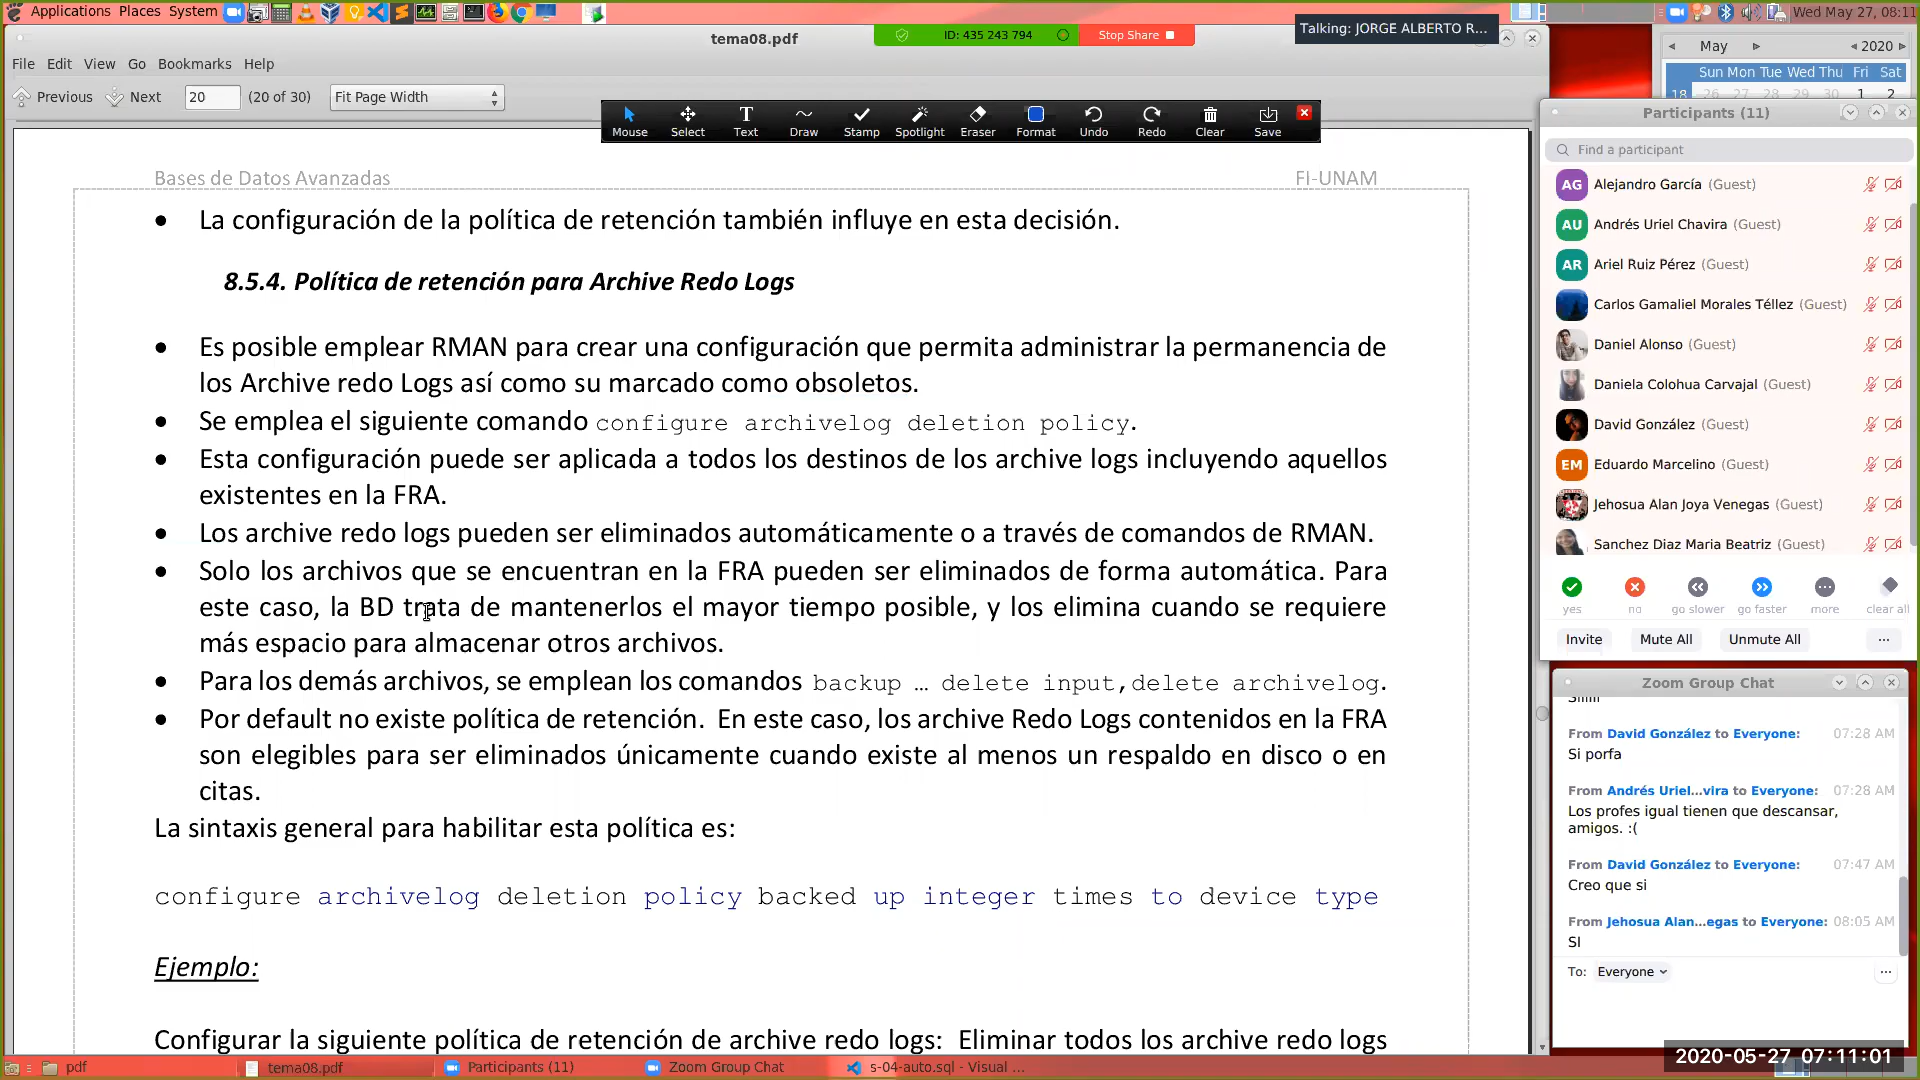 Applications Places System
Wed May 27, 08:11
tema08.pdf
ID: 435 243 794
Stop Share
Talking: JORGE ALBERTO R...
File Edit View Go Bookmarks Help
Previous Next 20 (20 of 30) Fit Page Width
Mouse Select Text Draw Stamp Spotlight Eraser Format Undo Redo Clear Save
Bases de Datos Avanzadas FI-UNAM
• La configuración de la política de retención también influye en esta decisión.
8.5.4. Política de retención para Archive Redo Logs
• Es posible emplear RMAN para crear una configuración que permita administrar la permanencia de
los Archive redo Logs así como su marcado como obsoletos.
• Se emplea el siguiente comando configure archivelog deletion policy.
• Esta configuración puede ser aplicada a todos los destinos de los archive logs incluyendo aquellos
existentes en la FRA.
• Los archive redo logs pueden ser eliminados automáticamente o a través de comandos de RMAN.
• Solo los archivos que se encuentran en la FRA pueden ser eliminados de forma automática. Para
este caso, la BD trata de mantenerlos el mayor tiempo posible, y los elimina cuando se requiere
más espacio para almacenar otros archivos.
• Para los demás archivos, se emplean los comandos backup … delete input,delete archivelog.
• Por default no existe política de retención. En este caso, los archive Redo Logs contenidos en la FRA
son elegibles para ser eliminados únicamente cuando existe al menos un respaldo en disco o en
citas.
La sintaxis general para habilitar esta política es:
configure archivelog deletion policy backed up integer times to device type
Ejemplo:
Configurar la siguiente política de retención de archive redo logs: Eliminar todos los archive redo logs
May 2020
Sun Mon Tue Wed Thu Fri Sat
18 26 27 28 29 30 1 2
Participants (11)
Find a participant
AG Alejandro García (Guest)
AU Andrés Uriel Chavira (Guest)
AR Ariel Ruiz Pérez (Guest)
Carlos Gamaliel Morales Téllez (Guest)
Daniel Alonso (Guest)
Daniela Colohua Carvajal (Guest)
David González (Guest)
EM Eduardo Marcelino (Guest)
Jehosua Alan Joya Venegas (Guest)
Sanchez Diaz Maria Beatriz (Guest)
yes no go slower go faster more clear all
Invite Mute All Unmute All ...
Zoom Group Chat
From David González to Everyone: 07:28 AM
Si porfa
From Andrés Uriel...vira to Everyone: 07:28 AM
Los profes igual tienen que descansar,
amigos. :(
From David González to Everyone: 07:47 AM
Creo que si
From Jehosua Alan...egas to Everyone: 08:05 AM
SI
To: Everyone
2020-05-27 07:11:01
pdf tema08.pdf Participants (11) Zoom Group Chat s-04-auto.sql - Visual ...